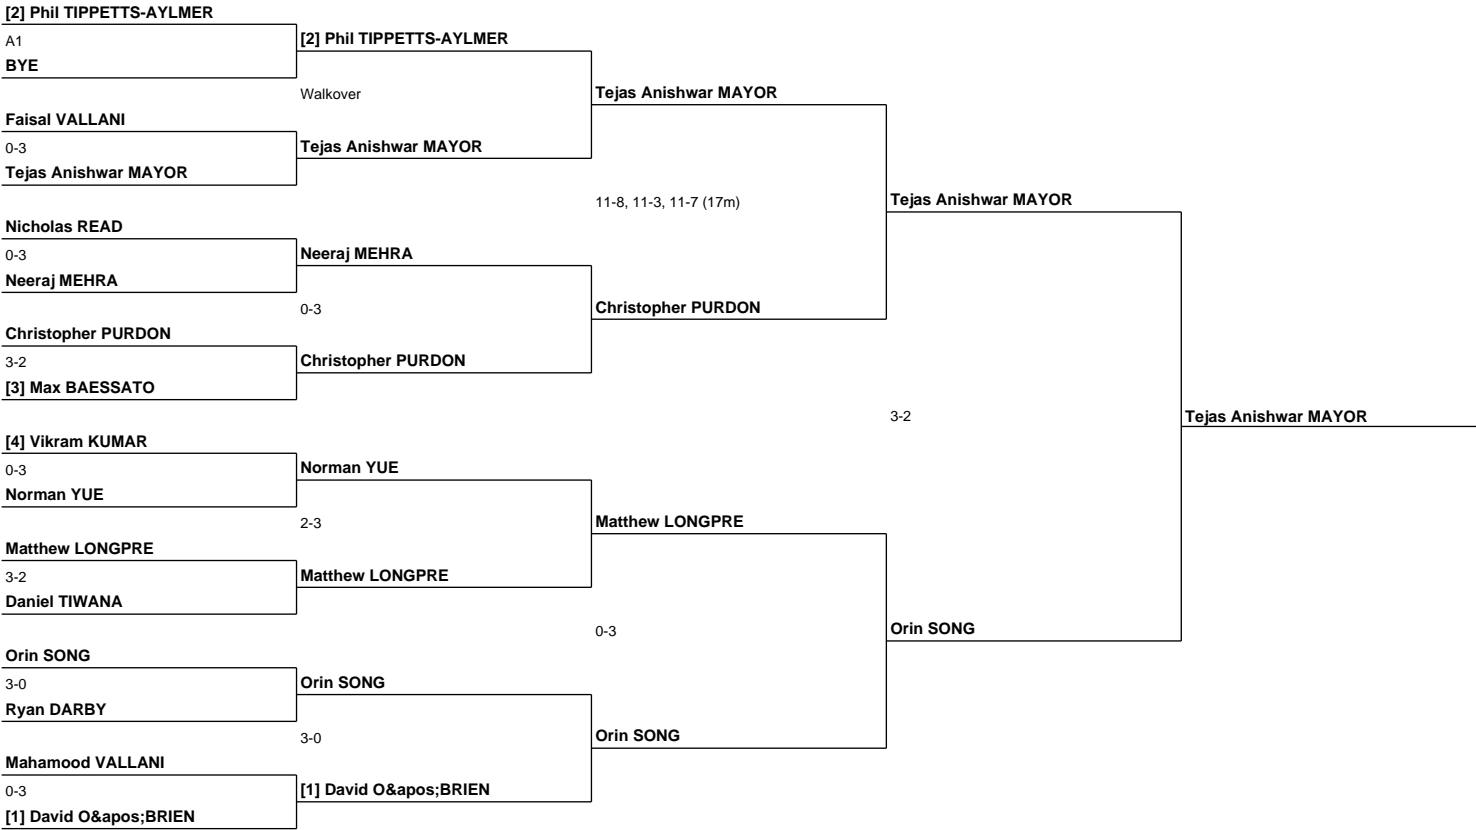 [2] Phil TIPPETTS-AYLMER
A1
BYE
Faisal VALLANI
0-3
Tejas Anishwar MAYOR
Nicholas READ
0-3
Neeraj MEHRA
Christopher PURDON
3-2
[3] Max BAESSATO
[4] Vikram KUMAR
0-3
Norman YUE
Matthew LONGPRE
3-2
Daniel TIWANA
Orin SONG
3-0
Ryan DARBY
Mahamood VALLANI
0-3
[1] David O&apos;BRIEN
[2] Phil TIPPETTS-AYLMER
Walkover
Tejas Anishwar MAYOR
Neeraj MEHRA
0-3
Christopher PURDON
Norman YUE
2-3
Matthew LONGPRE
Orin SONG
3-0
[1] David O&apos;BRIEN
Tejas Anishwar MAYOR
11-8, 11-3, 11-7 (17m)
Christopher PURDON
Matthew LONGPRE
0-3
Orin SONG
Tejas Anishwar MAYOR
3-2
Orin SONG
Tejas Anishwar MAYOR